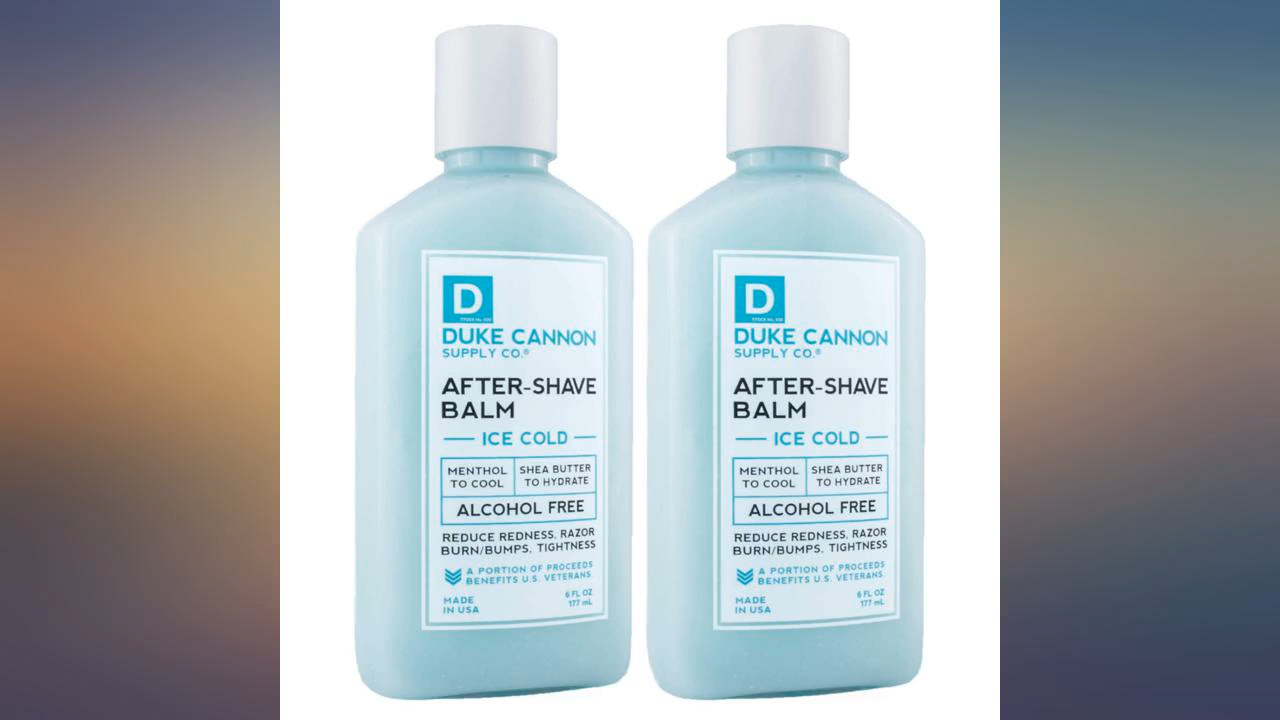 D
DUKE CANNON
SUPPLY CO.®
AFTER-SHAVE
BALM
ICE COLD
MENTHOL
TO COOL
SHEA BUTTER
TO HYDRATE
ALCOHOL FREE
REDUCE REDNESS, RAZOR
BURN/BUMPS, TIGHTNESS
A PORTION OF PROCEEDS
BENEFITS U.S. VETERANS.
MADE
IN USA
6 FL OZ
177 mL
D
DUKE CANNON
SUPPLY CO.®
AFTER-SHAVE
BALM
ICE COLD
MENTHOL
TO COOL
SHEA BUTTER
TO HYDRATE
ALCOHOL FREE
REDUCE REDNESS, RAZOR
BURN/BUMPS, TIGHTNESS
A PORTION OF PROCEEDS
BENEFITS U.S. VETERANS.
MADE
IN USA
6 FL OZ
177 mL